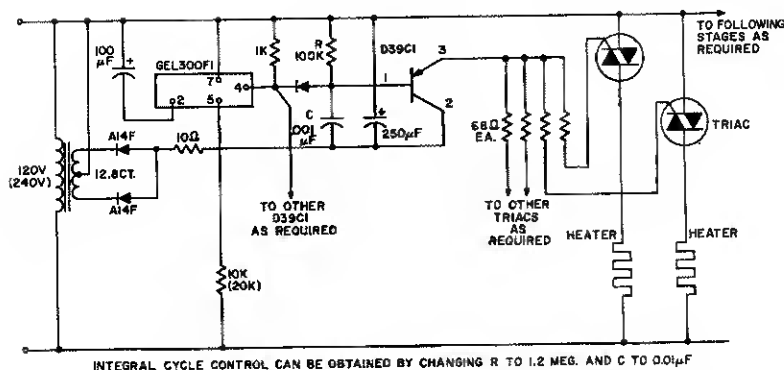 TO FOLLOWING
STAGES AS
REQUIRED
100
μF
+
GEL300F1
7
2
5
4
1K
R
100K
D39C1
3
1
2
C
.001
μF
+
250μF
68Ω
EA.
TRIAC
A14F
10Ω
120V
(240V)
12.8CT.
A14F
TO OTHER
D39C1
AS REQUIRED
TO OTHER
TRIACS
AS
REQUIRED
HEATER
HEATER
10K
(20K)
INTEGRAL CYCLE CONTROL CAN BE OBTAINED BY CHANGING R TO 1.2 MEG. AND C TO 0.01μF